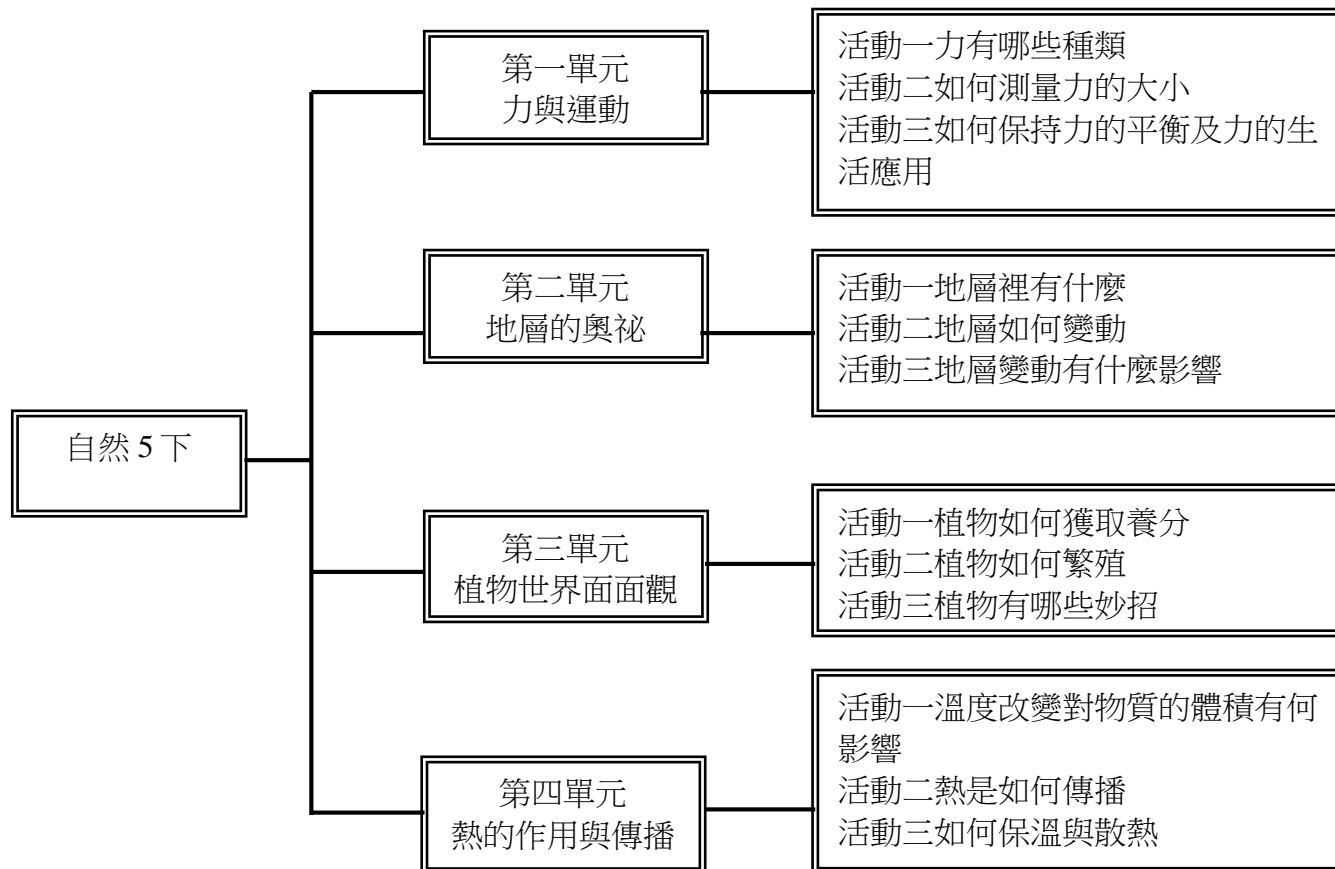 自然 5 下
第一單元
力與運動
活動一力有哪些種類
活動二如何測量力的大小
活動三如何保持力的平衡及力的生
活應用
第二單元
地層的奧祕
活動一地層裡有什麼
活動二地層如何變動
活動三地層變動有什麼影響
第三單元
植物世界面面觀
活動一植物如何獲取養分
活動二植物如何繁殖
活動三植物有哪些妙招
第四單元
熱的作用與傳播
活動一溫度改變對物質的體積有何
影響
活動二熱是如何傳播
活動三如何保溫與散熱